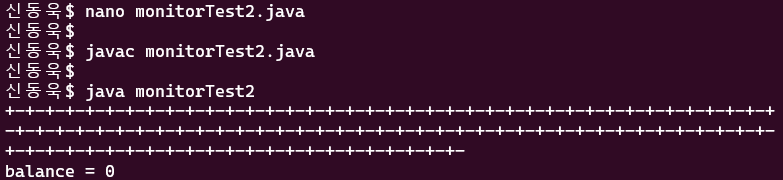 신동욱$ nano monitorTest2.java
신동욱$
신동욱$ javac monitorTest2.java
신동욱$
신동욱$ java monitorTest2
+-+-+-+-+-+-+-+-+-+-+-+-+-+-+-+-+-+-+-+-+-+-+-+-+-+-+-+-+-+-+-+-+-+-+-+-+-+-+
-+-+-+-+-+-+-+-+-+-+-+-+-+-+-+-+-+-+-+-+-+-+-+-+-+-+-+-+-+-+-+-+-+-+-+-+-+-+-
+-+-+-+-+-+-+-+-+-+-+-+-+-+-+-+-+-+-+-+-+-+-+-
balance = 0